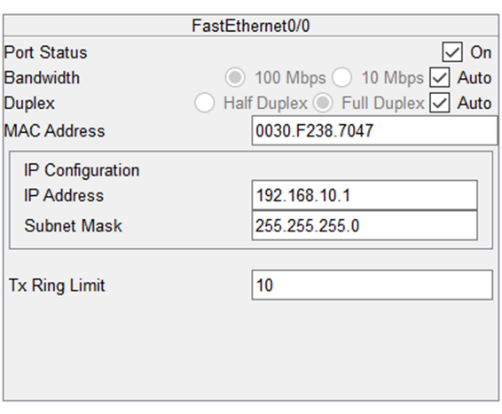 FastEthernet0/0
Port Status On
Bandwidth 100 Mbps 10 Mbps Auto
Duplex Half Duplex Full Duplex Auto
MAC Address 0030.F238.7047
IP Configuration
IP Address 192.168.10.1
Subnet Mask 255.255.255.0
Tx Ring Limit 10